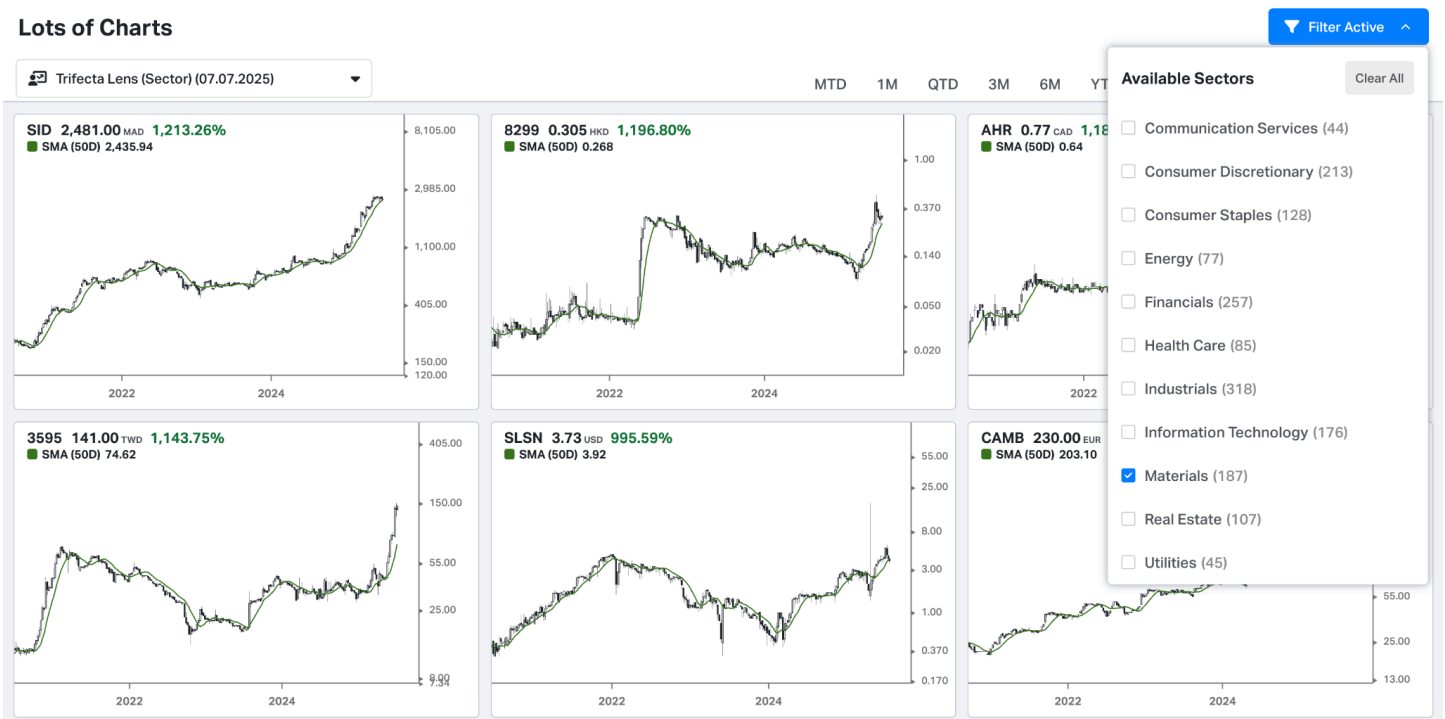 Lots of Charts
Filter Active
Trifecta Lens (Sector) (07.07.2025)
MTD 1M QTD 3M 6M
Available Sectors
Clear All
Communication Services (44)
Consumer Discretionary (213)
Consumer Staples (128)
Energy (77)
Financials (257)
Health Care (85)
Industrials (318)
Information Technology (176)
Materials (187)
Real Estate (107)
Utilities (45)
SID 2,481.00 MAD 1,213.26%
SMA (50D) 2,435.94
8,105.00
2,985.00
1,100.00
405.00
150.00
120.00
2022 2024
8299 0.305 HKD 1,196.80%
SMA (50D) 0.268
1.00
0.370
0.140
0.050
0.020
2022 2024
AHR 0.77 CAD
SMA (50D) 0.64
2022
3595 141.00 TWD 1,143.75%
SMA (50D) 74.62
405.00
150.00
55.00
25.00
7.34
2022 2024
SLSN 3.73 USD 995.59%
SMA (50D) 3.92
55.00
25.00
8.00
3.00
1.00
0.370
0.170
2022 2024
CAMB 230.00 EUR
SMA (50D) 203.10
55.00
25.00
13.00
2022 2024